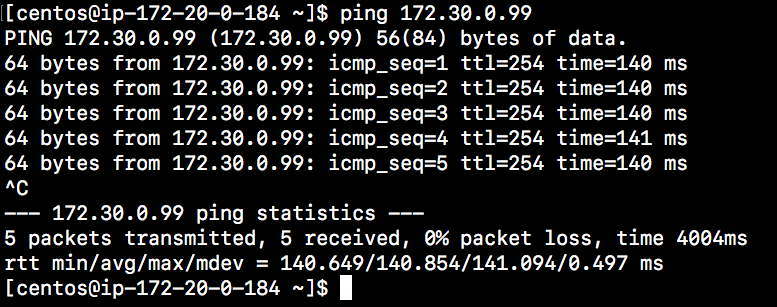 [centos@ip-172-20-0-184 ~]$ ping 172.30.0.99
PING 172.30.0.99 (172.30.0.99) 56(84) bytes of data.
64 bytes from 172.30.0.99: icmp_seq=1 ttl=254 time=140 ms
64 bytes from 172.30.0.99: icmp_seq=2 ttl=254 time=140 ms
64 bytes from 172.30.0.99: icmp_seq=3 ttl=254 time=140 ms
64 bytes from 172.30.0.99: icmp_seq=4 ttl=254 time=141 ms
64 bytes from 172.30.0.99: icmp_seq=5 ttl=254 time=140 ms
^C
--- 172.30.0.99 ping statistics ---
5 packets transmitted, 5 received, 0% packet loss, time 4004ms
rtt min/avg/max/mdev = 140.649/140.854/141.094/0.497 ms
[centos@ip-172-20-0-184 ~]$